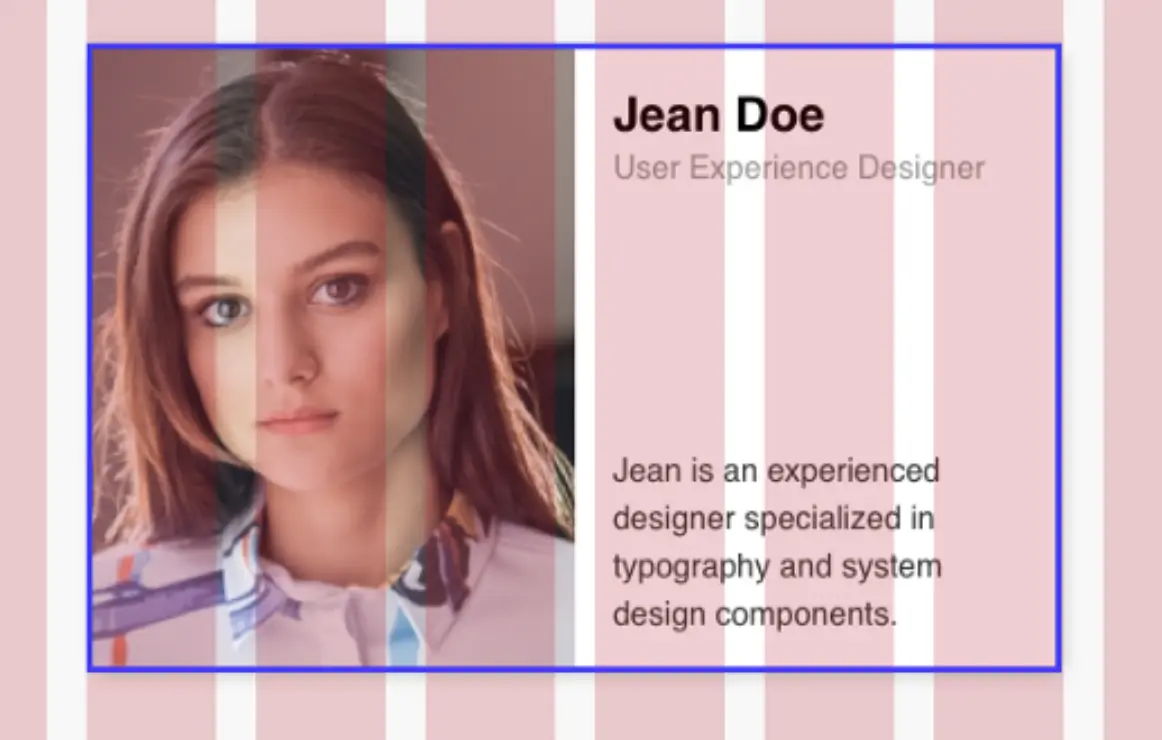 Jean Doe
User Experience Designer
Jean is an experienced
designer specialized in
typography and system
design components.